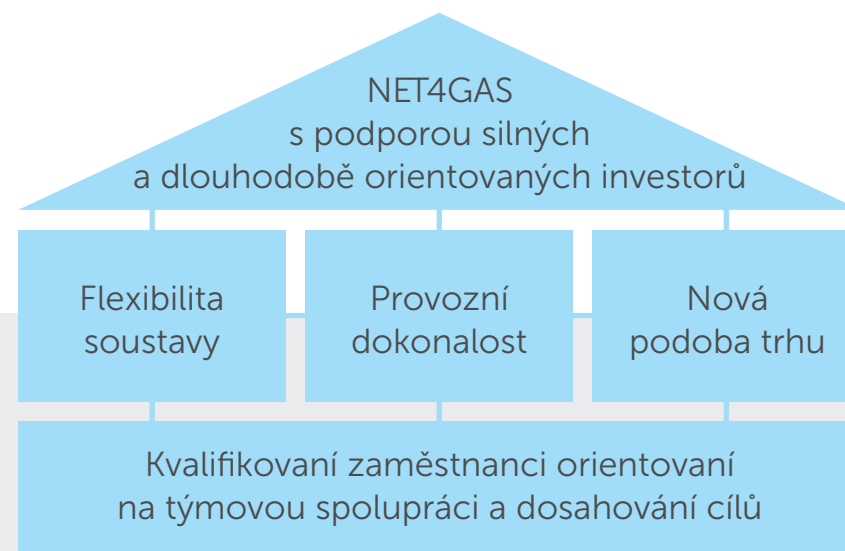 NET4GAS
s podporou silných
a dlouhodobě orientovaných investorů
Flexibilita
soustavy
Provozní
dokonalost
Nová
podoba trhu
Kvalifikovaní zaměstnanci orientovaní
na týmovou spolupráci a dosahování cílů